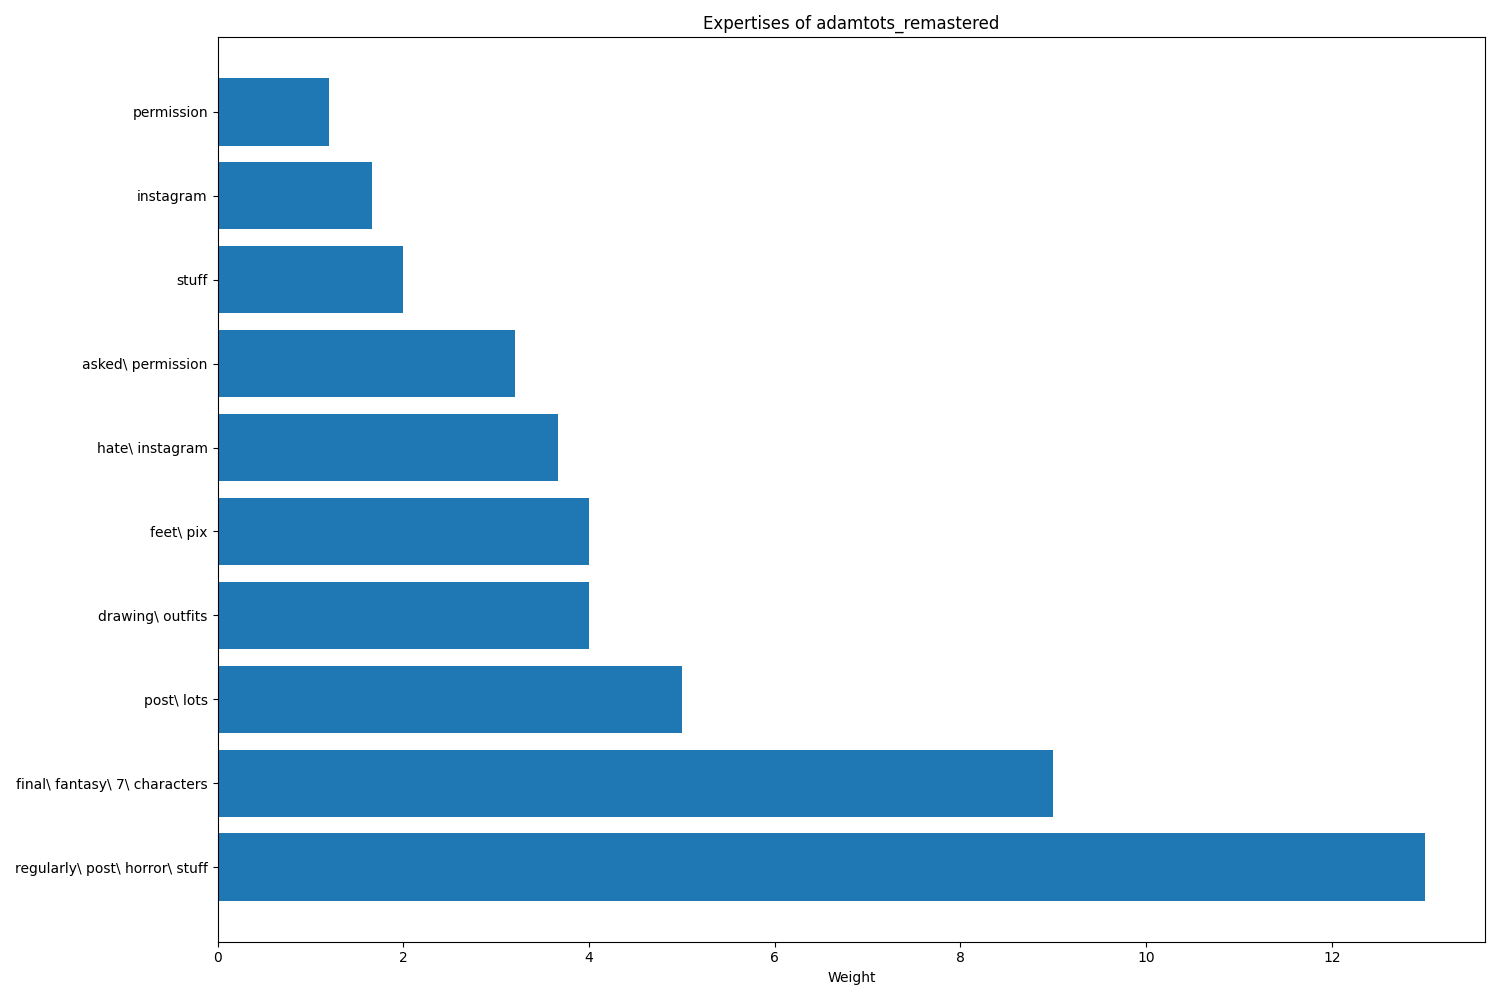 Expertises of adamtots_remastered
permission
instagram
stuff
asked\ permission
hate\ instagram
feet\ pix
drawing\ outfits
post\ lots
final\ fantasy\ 7\ characters
regularly\ post\ horror\ stuff
0 2 4 6 8 10 12
Weight